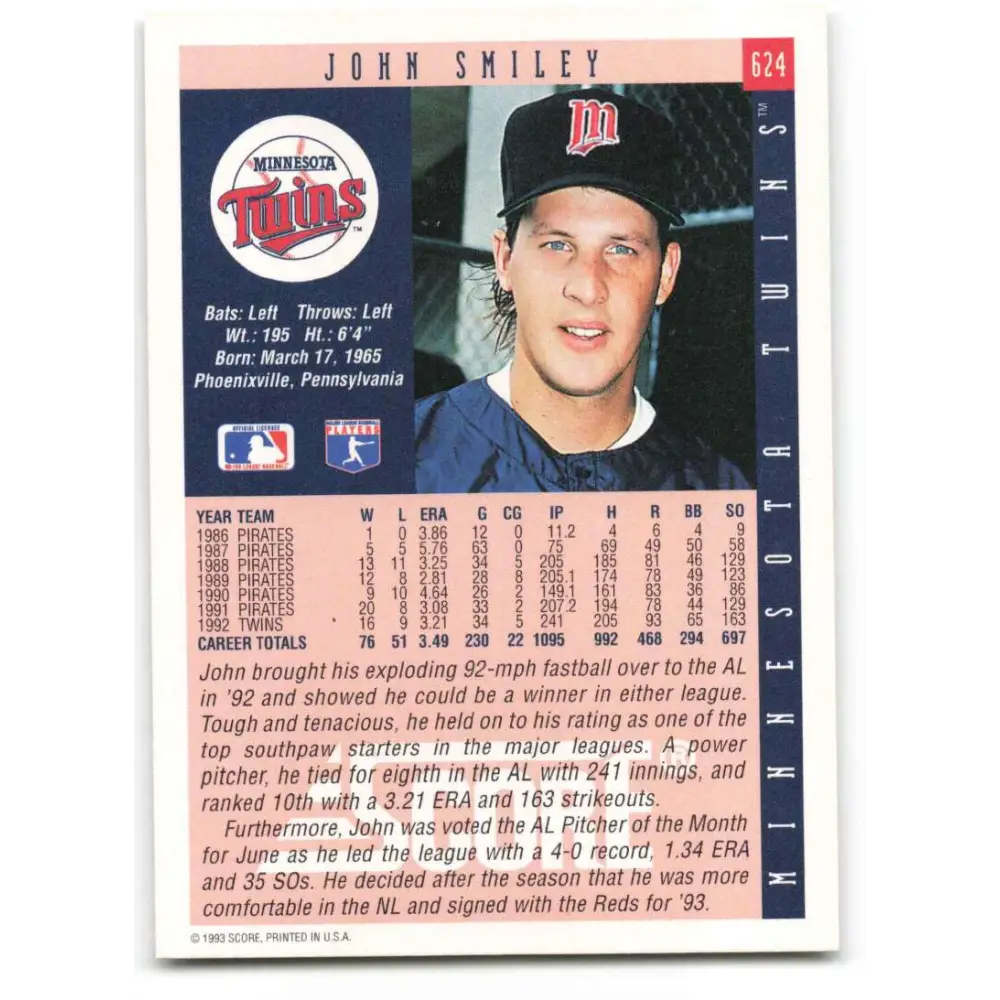 JOHN SMILEY
624
MINNESOTA
Twins
™
Bats: Left Throws: Left
Wt.: 195 Ht.: 6'4"
Born: March 17, 1965
Phoenixville, Pennsylvania
OFFICIAL LICENSEE
MAJOR LEAGUE BASEBALL
MAJOR LEAGUE BASEBALL
PLAYERS
m
MINNESOTA TWINS™
YEAR TEAM W L ERA G CG IP H R BB SO
1986 PIRATES 1 0 3.86 12 0 11.2 4 6 4 9
1987 PIRATES 5 5 5.76 63 0 75 69 49 50 58
1988 PIRATES 13 11 3.25 34 5 205 185 81 46 129
1989 PIRATES 12 8 2.81 28 8 205.1 174 78 49 123
1990 PIRATES 9 10 4.64 26 2 149.1 161 83 36 86
1991 PIRATES 20 8 3.08 33 2 207.2 194 78 44 129
1992 TWINS 16 9 3.21 34 5 241 205 93 65 163
CAREER TOTALS 76 51 3.49 230 22 1095 992 468 294 697
John brought his exploding 92-mph fastball over to the AL
in '92 and showed he could be a winner in either league.
Tough and tenacious, he held on to his rating as one of the
top southpaw starters in the major leagues. A power
pitcher, he tied for eighth in the AL with 241 innings, and
ranked 10th with a 3.21 ERA and 163 strikeouts.
Furthermore, John was voted the AL Pitcher of the Month
for June as he led the league with a 4-0 record, 1.34 ERA
and 35 SOs. He decided after the season that he was more
comfortable in the NL and signed with the Reds for '93.
SCORE®
© 1993 SCORE, PRINTED IN U.S.A.